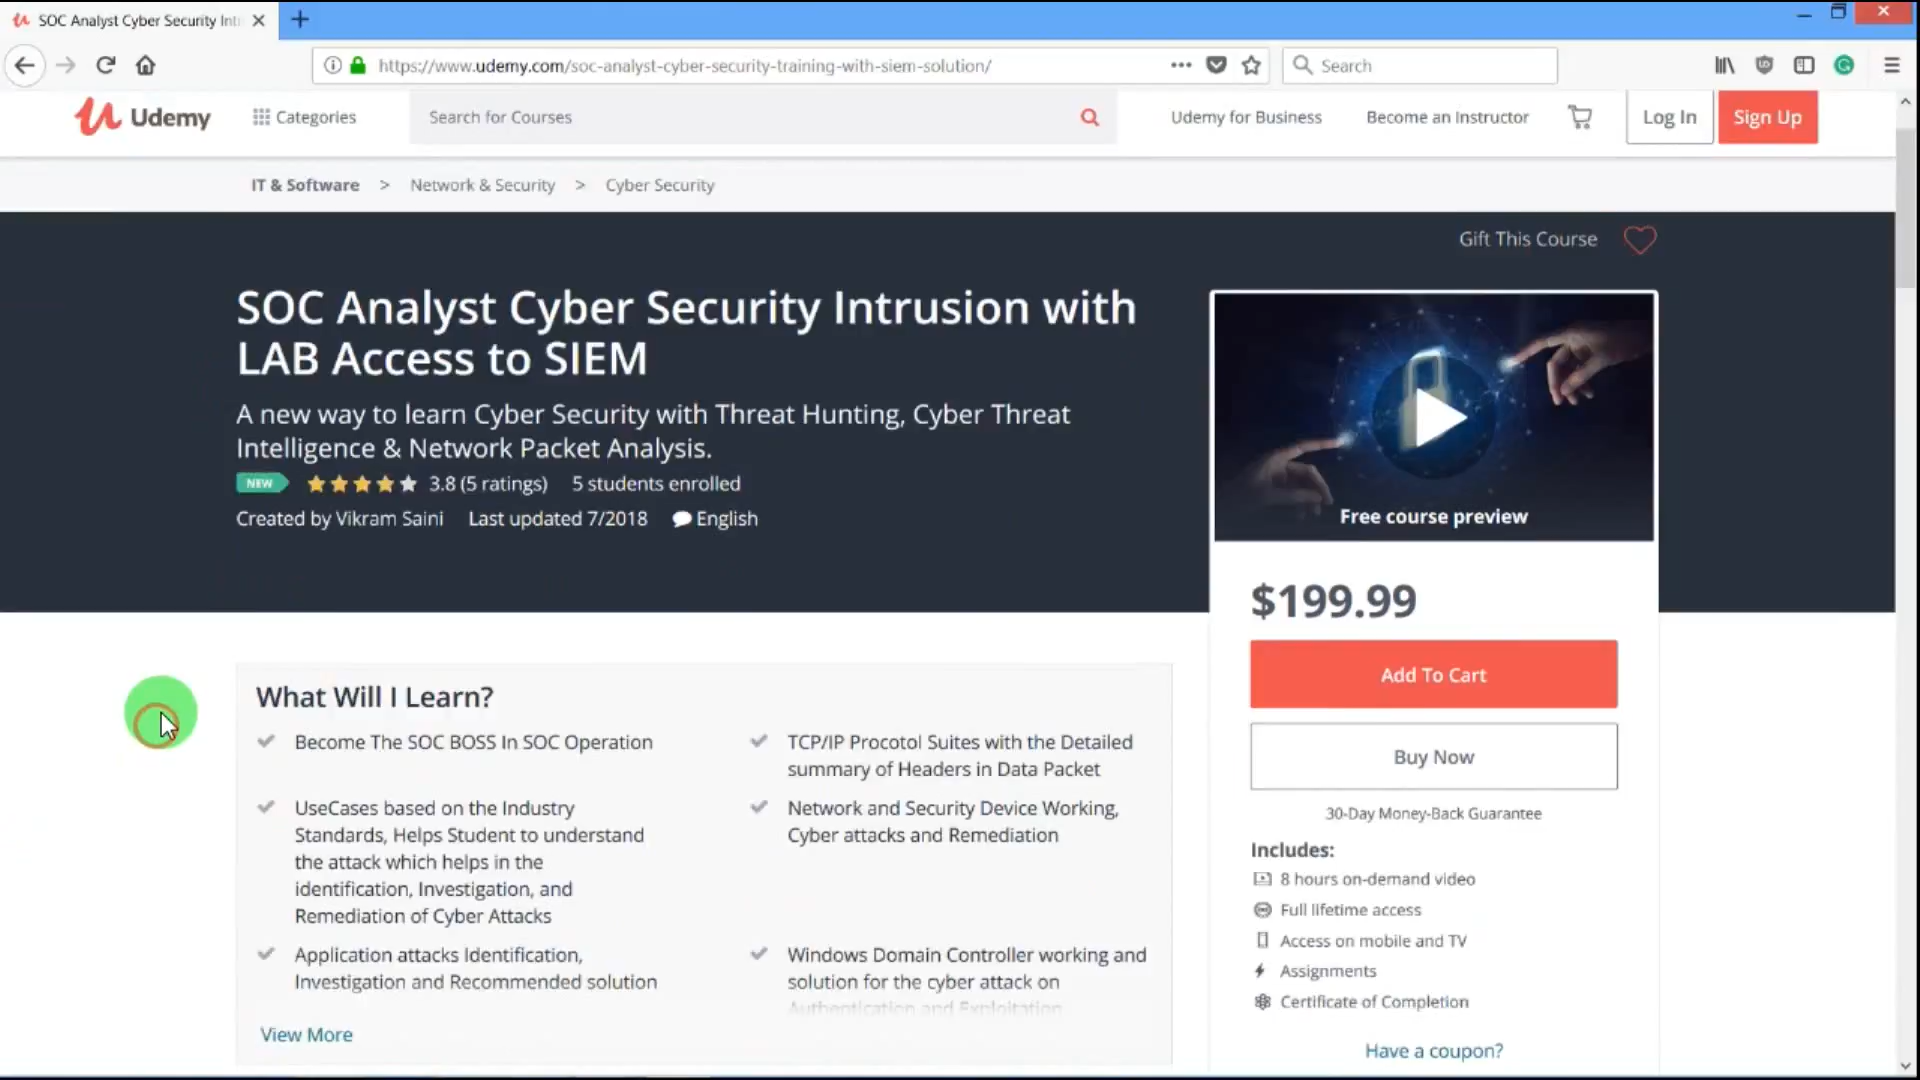 SOC Analyst Cyber Security Int
https://www.udemy.com/soc-analyst-cyber-security-training-with-siem-solution/
Search
Udemy
Categories
Search for Courses
Udemy for Business
Become an Instructor
Log In
Sign Up
IT & Software > Network & Security > Cyber Security
Gift This Course
SOC Analyst Cyber Security Intrusion with
LAB Access to SIEM
A new way to learn Cyber Security with Threat Hunting, Cyber Threat
Intelligence & Network Packet Analysis.
NEW 3.8 (5 ratings) 5 students enrolled
Created by Vikram Saini Last updated 7/2018 English
Free course preview
$199.99
Add To Cart
Buy Now
30-Day Money-Back Guarantee
Includes:
8 hours on-demand video
Full lifetime access
Access on mobile and TV
Assignments
Certificate of Completion
Have a coupon?
What Will I Learn?
Become The SOC BOSS In SOC Operation
UseCases based on the Industry
Standards, Helps Student to understand
the attack which helps in the
identification, Investigation, and
Remediation of Cyber Attacks
Application attacks Identification,
Investigation and Recommended solution
TCP/IP Procotol Suites with the Detailed
summary of Headers in Data Packet
Network and Security Device Working,
Cyber attacks and Remediation
Windows Domain Controller working and
solution for the cyber attack on
Authentication and Exploitation
View More